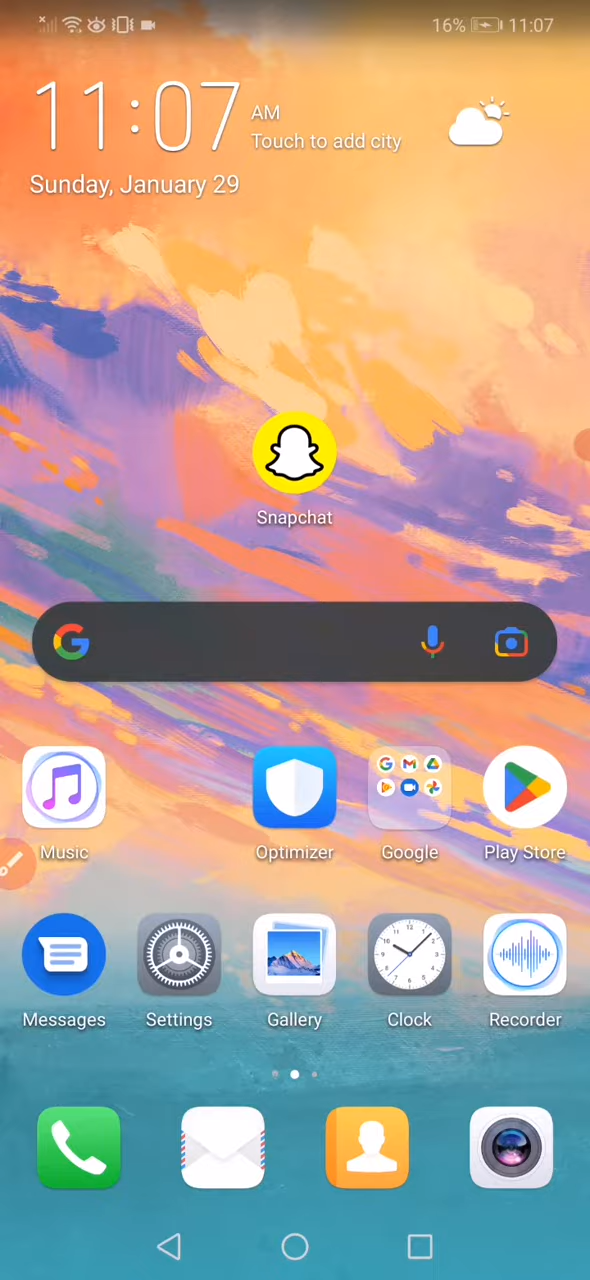 16% 11:07
11:07 AM
Touch to add city
Sunday, January 29
Snapchat
Music Optimizer Google Play Store
Messages Settings Gallery Clock Recorder